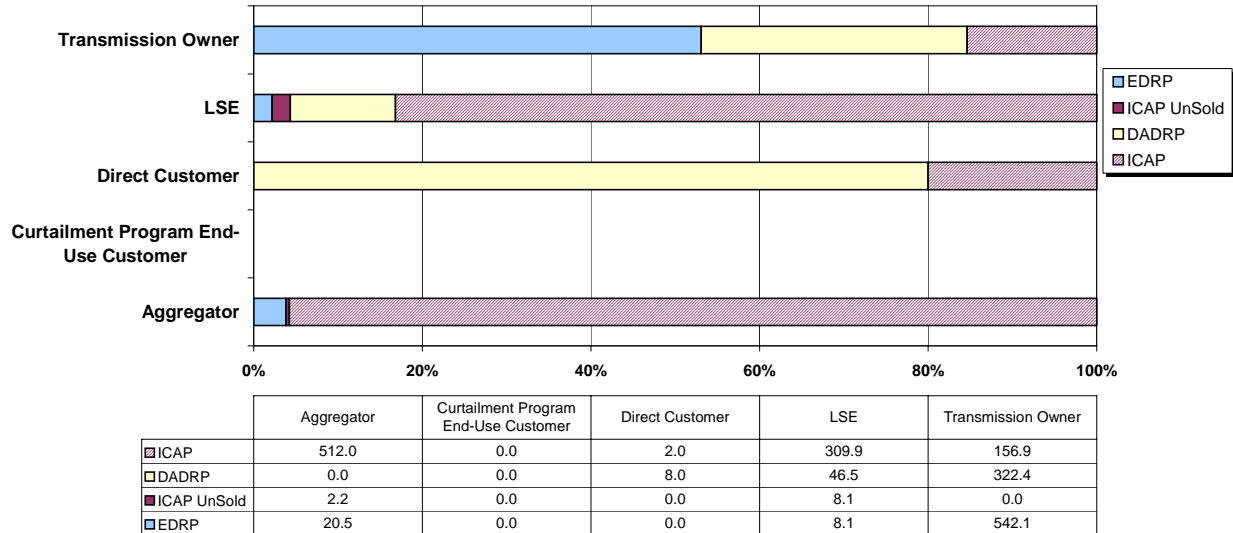 Transmission Owner
LSE
Direct Customer
Curtailment Program End-
Use Customer
Aggregator
0% 20% 40% 60% 80% 100%
EDRP
ICAP UnSold
DADRP
ICAP
Aggregator Curtailment Program End-Use Customer Direct Customer LSE Transmission Owner
ICAP 512.0 0.0 2.0 309.9 156.9
DADRP 0.0 0.0 8.0 46.5 322.4
ICAP UnSold 2.2 0.0 0.0 8.1 0.0
EDRP 20.5 0.0 0.0 8.1 542.1